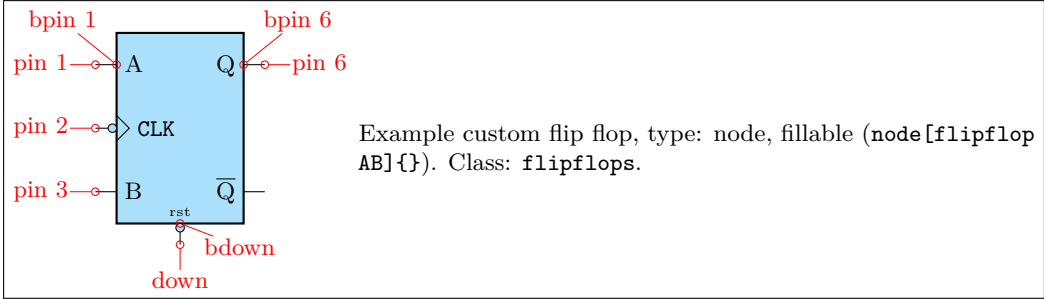 bpin 1
bpin 6
pin 1
A
Q
pin 6
pin 2
CLK
Example custom flip flop, type: node, fillable (node[flipflop
AB]{}). Class: flipflops.
pin 3
B
Q̅
rst
bdown
down